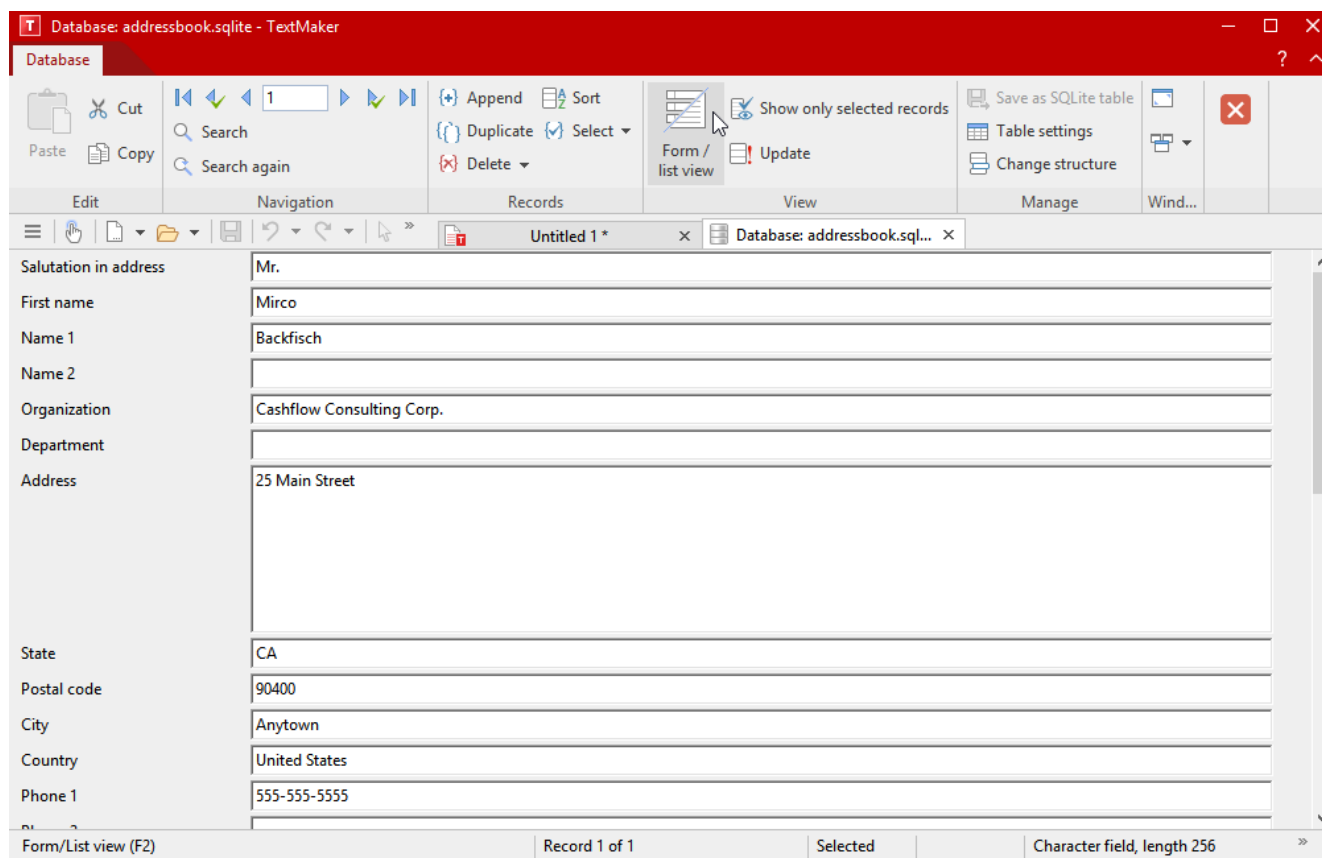 T Database: addressbook.sqlite - TextMaker
Database ?
Paste
Cut
Copy
Edit
1
Search
Search again
Navigation
Append Sort
Duplicate Select
Delete
Records
Form /
list view
Show only selected records
Update
View
Save as SQLite table
Table settings
Change structure
Manage
Wind...
Untitled 1 * Database: addressbook.sql...
Salutation in address Mr.
First name Mirco
Name 1 Backfisch
Name 2
Organization Cashflow Consulting Corp.
Department
Address 25 Main Street
State CA
Postal code 90400
City Anytown
Country United States
Phone 1 555-555-5555
Form/List view (F2) Record 1 of 1 Selected Character field, length 256 »